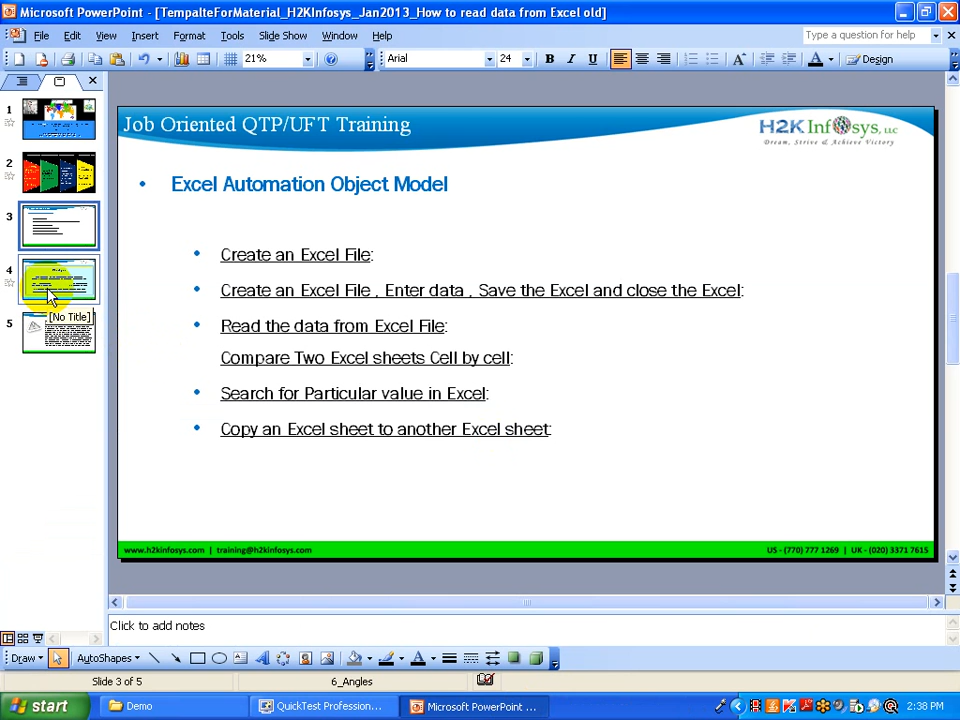 Microsoft PowerPoint - [TempalteForMaterial_H2KInfosys_Jan2013_How to read data from Excel old]
File Edit View Insert Format Tools Slide Show Window Help
Type a question for help
21%
Arial
24
B I U
A
A
Design
1
2
3
4
5
[No Title]
Job Oriented QTP/UFT Training
H2K Infosys, LLC
Dream, Strive & Achieve Victory
• Excel Automation Object Model
• Create an Excel File:
• Create an Excel File , Enter data , Save the Excel and close the Excel:
• Read the data from Excel File:
Compare Two Excel sheets Cell by cell:
• Search for Particular value in Excel:
• Copy an Excel sheet to another Excel sheet:
www.h2kinfosys.com | training@h2kinfosys.com
US - (770) 777 1269 | UK - (020) 3371 7615
Click to add notes
Draw
AutoShapes
Slide 3 of 5
6_Angles
start
Demo
QuickTest Profession...
Microsoft PowerPoint ...
2:38 PM